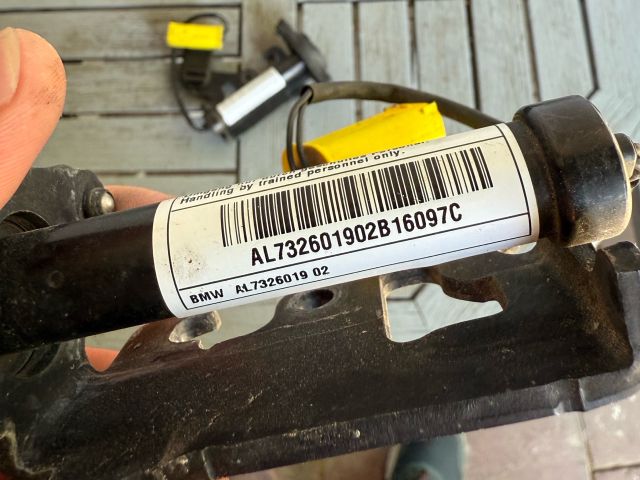 Handling by trained personnel only.
AL732601902B16097C
BMW AL7326019 02